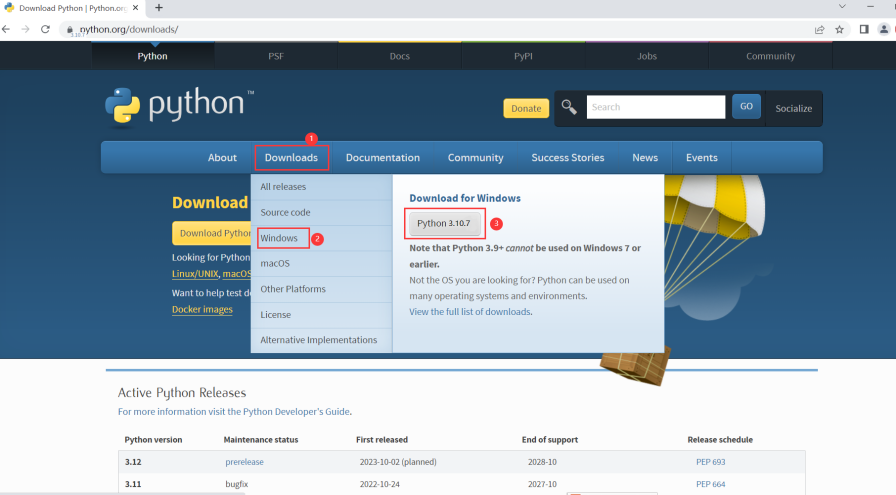 Download Python | Python.or
python.org/downloads/
Python
PSF
Docs
PyPI
Jobs
Community
python™
Donate
Search
GO
Socialize
1
About
Downloads
Documentation
Community
Success Stories
News
Events
Download
Download Python
Looking for Python
Linux/UNIX, macOS
Want to help test d
Docker images
All releases
Source code
Windows
2
macOS
Other Platforms
License
Alternative Implementations
Download for Windows
Python 3.10.7
3
Note that Python 3.9+ cannot be used on Windows 7 or
earlier.
Not the OS you are looking for? Python can be used on
many operating systems and environments.
View the full list of downloads.
Active Python Releases
For more information visit the Python Developer's Guide.
Python version Maintenance status First released End of support Release schedule
3.12 prerelease 2023-10-02 (planned) 2028-10 PEP 693
3.11 bugfix 2022-10-24 2027-10 PEP 664